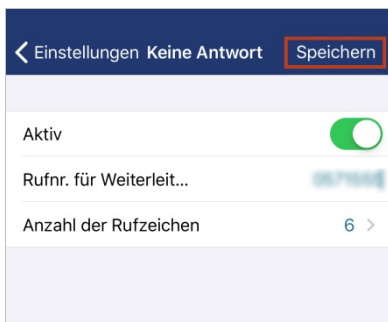 Einstellungen Keine Antwort Speichern
Aktiv
Rufnr. für Weiterleit...
Anzahl der Rufzeichen 6